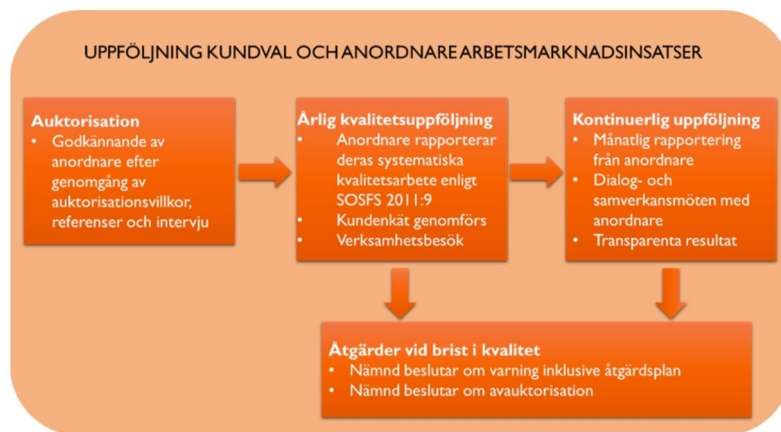 UPPFÖLJNING KUNDVAL OCH ANORDNARE ARBETSMARKNADSINSATSER
Auktorisation
• Godkännande av
anordnare efter
genomgång av
auktorisationsvillkor,
referenser och intervju
Årlig kvalitetsuppföljning
• Anordnare rapporterar
deras systematiska
kvalitetsarbete enligt
SOSFS 2011:9
• Kundenkät genomförs
• Verksamhetsbesök
Kontinuerlig uppföljning
• Månatlig rapportering
från anordnare
• Dialog- och
samverkansmöten med
anordnare
• Transparenta resultat
Åtgärder vid brist i kvalitet
• Nämnd beslutar om varning inklusive åtgärdsplan
• Nämnd beslutar om avauktorisation